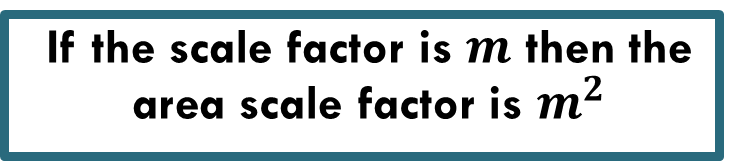 If the scale factor is m then the
area scale factor is m²